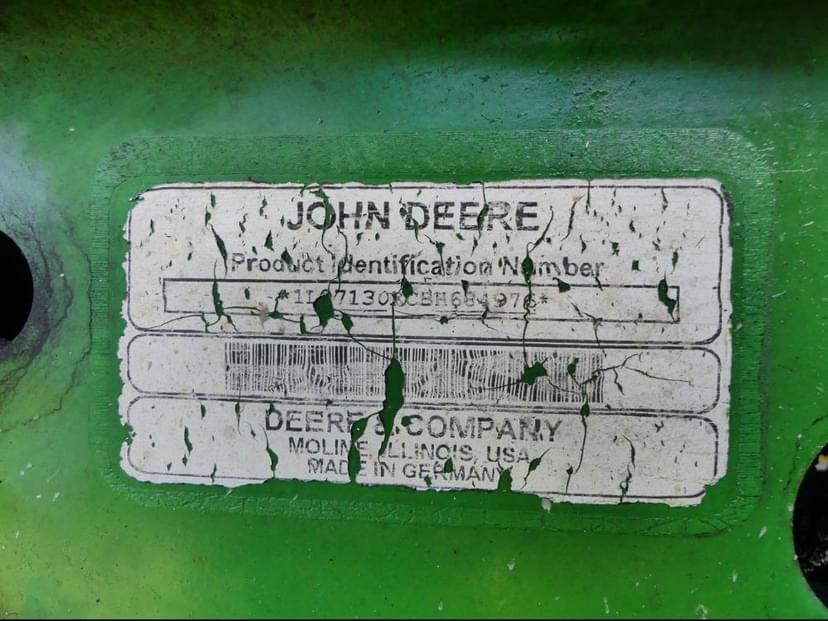 JOHN DEERE
Product Identification Number
DEERE & COMPANY
MOLINE, ILLINOIS, USA
MADE IN GERMANY